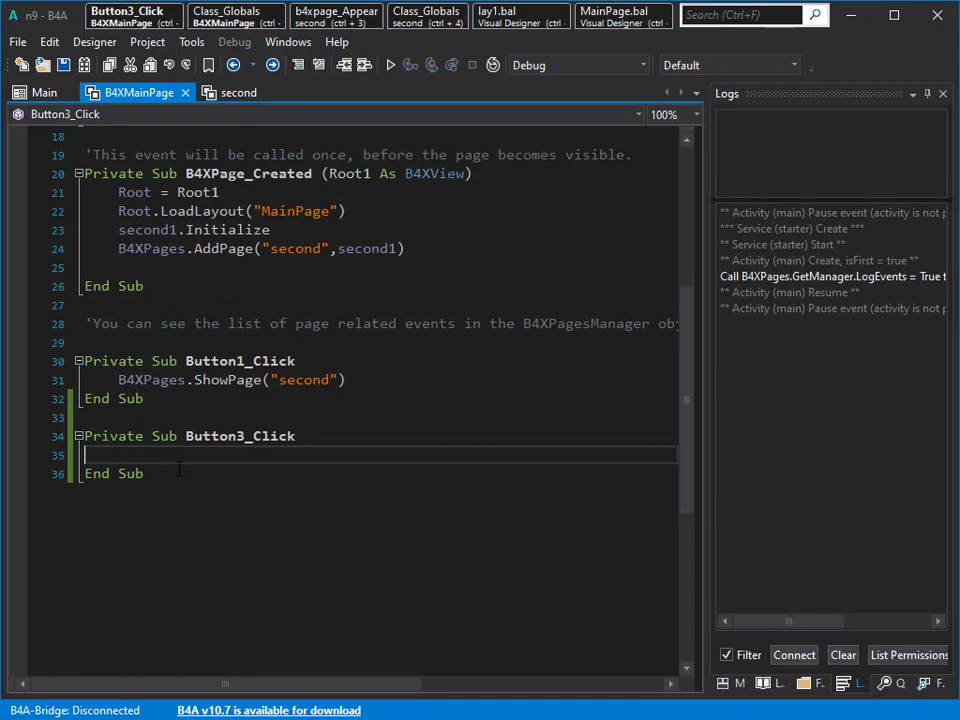 n9 - B4A
Button3_Click
B4XMainPage (ctrl -
Class_Globals
B4XMainPage (ctrl -
b4xpage_Appear
second (ctrl + 3)
Class_Globals
second (ctrl + 4)
lay1.bal
Visual Designer (ctrl
MainPage.bal
Visual Designer (ctrl
Search (Ctrl+F)
File Edit Designer Project Tools Debug Windows Help
Debug
Default
Main
B4XMainPage
second
Logs
Button3_Click
100%
18
19 'This event will be called once, before the page becomes visible.
20 Private Sub B4XPage_Created (Root1 As B4XView)
21 Root = Root1
22 Root.LoadLayout("MainPage")
23 second1.Initialize
24 B4XPages.AddPage("second",second1)
25
26 End Sub
27
28 'You can see the list of page related events in the B4XPagesManager obj
29
30 Private Sub Button1_Click
31 B4XPages.ShowPage("second")
32 End Sub
33
34 Private Sub Button3_Click
35
36 End Sub
** Activity (main) Pause event (activity is not p
*** Service (starter) Create ***
** Service (starter) Start **
** Activity (main) Create, isFirst = true **
Call B4XPages.GetManager.LogEvents = True t
** Activity (main) Resume **
** Activity (main) Pause event (activity is not p
Filter Connect Clear List Permissions
M L. F. L. Q F.
B4A-Bridge: Disconnected
B4A v10.7 is available for download